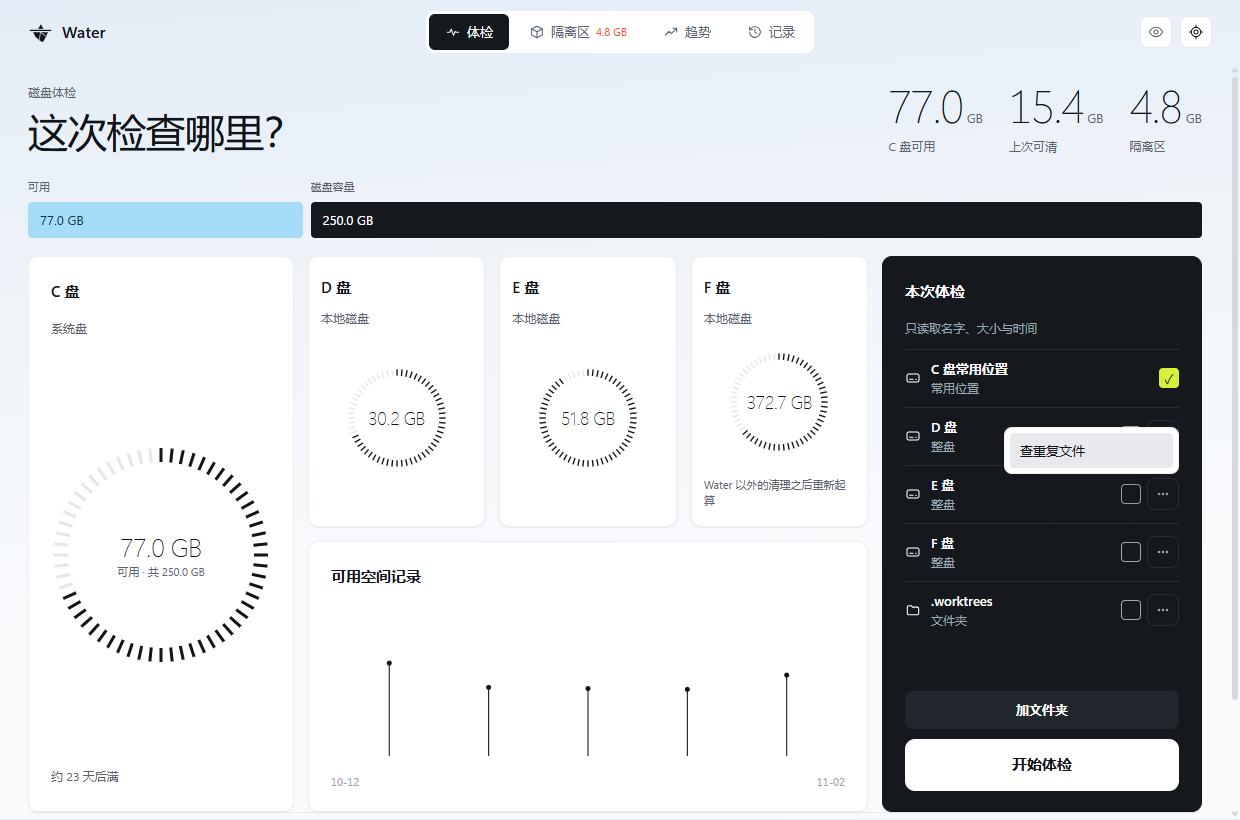 Water
体检
隔离区 4.8 GB
趋势
记录
磁盘体检
这次检查哪里?
77.0 GB
C 盘可用
15.4 GB
上次可清
4.8 GB
隔离区
可用
77.0 GB
磁盘容量
250.0 GB
C 盘
系统盘
77.0 GB
可用 · 共 250.0 GB
约 23 天后满
D 盘
本地磁盘
30.2 GB
E 盘
本地磁盘
51.8 GB
F 盘
本地磁盘
372.7 GB
Water 以外的清理之后重新起
算
可用空间记录
10-12
11-02
本次体检
只读取名字、大小与时间
C 盘常用位置
常用位置
D 盘
整盘
查重复文件
E 盘
整盘
F 盘
整盘
.worktrees
文件夹
加文件夹
开始体检